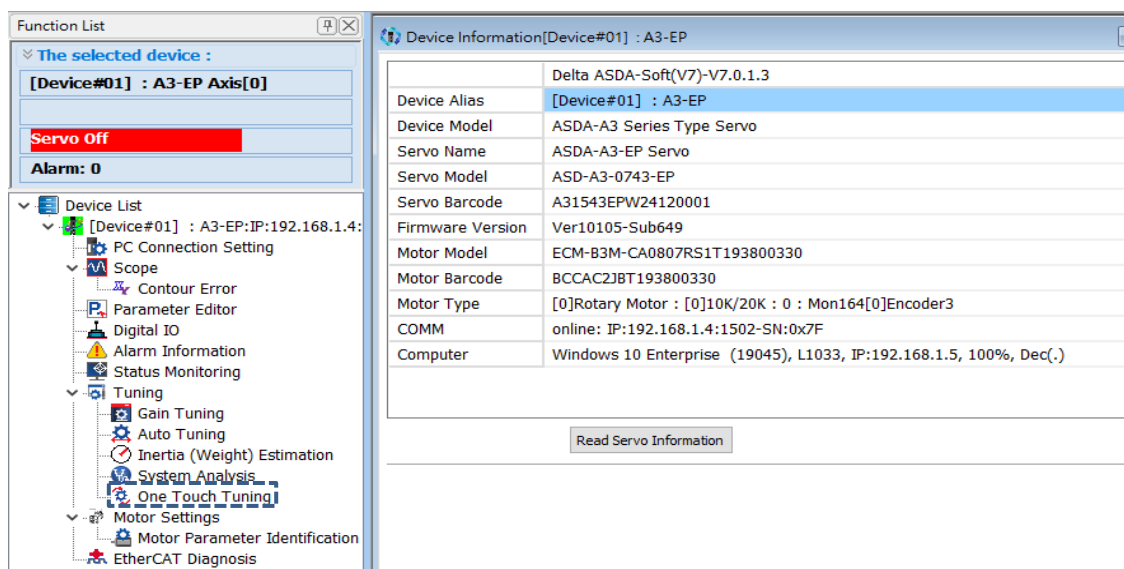 Function List
The selected device :
[Device#01] : A3-EP Axis[0]
Servo Off
Alarm: 0
Device List
[Device#01] : A3-EP:IP:192.168.1.4:
PC Connection Setting
Scope
Contour Error
Parameter Editor
Digital IO
Alarm Information
Status Monitoring
Tuning
Gain Tuning
Auto Tuning
Inertia (Weight) Estimation
System Analysis
One Touch Tuning
Motor Settings
Motor Parameter Identification
EtherCAT Diagnosis
Device Information[Device#01] : A3-EP
Delta ASDA-Soft(V7)-V7.0.1.3
Device Alias [Device#01] : A3-EP
Device Model ASDA-A3 Series Type Servo
Servo Name ASDA-A3-EP Servo
Servo Model ASD-A3-0743-EP
Servo Barcode A31543EPW24120001
Firmware Version Ver10105-Sub649
Motor Model ECM-B3M-CA0807RS1T193800330
Motor Barcode BCCAC2JBT193800330
Motor Type [0]Rotary Motor : [0]10K/20K : 0 : Mon164[0]Encoder3
COMM online: IP:192.168.1.4:1502-SN:0x7F
Computer Windows 10 Enterprise (19045), L1033, IP:192.168.1.5, 100%, Dec(.)
Read Servo Information